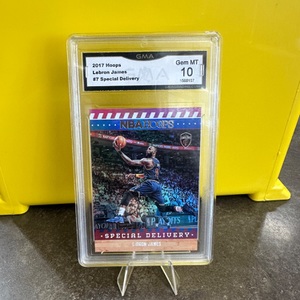 GMA
2017 Hoops
Lebron James
#7 Special Delivery
Gem MT
10
NBA HOOPS
SPECIAL DELIVERY
LEBRON JAMES